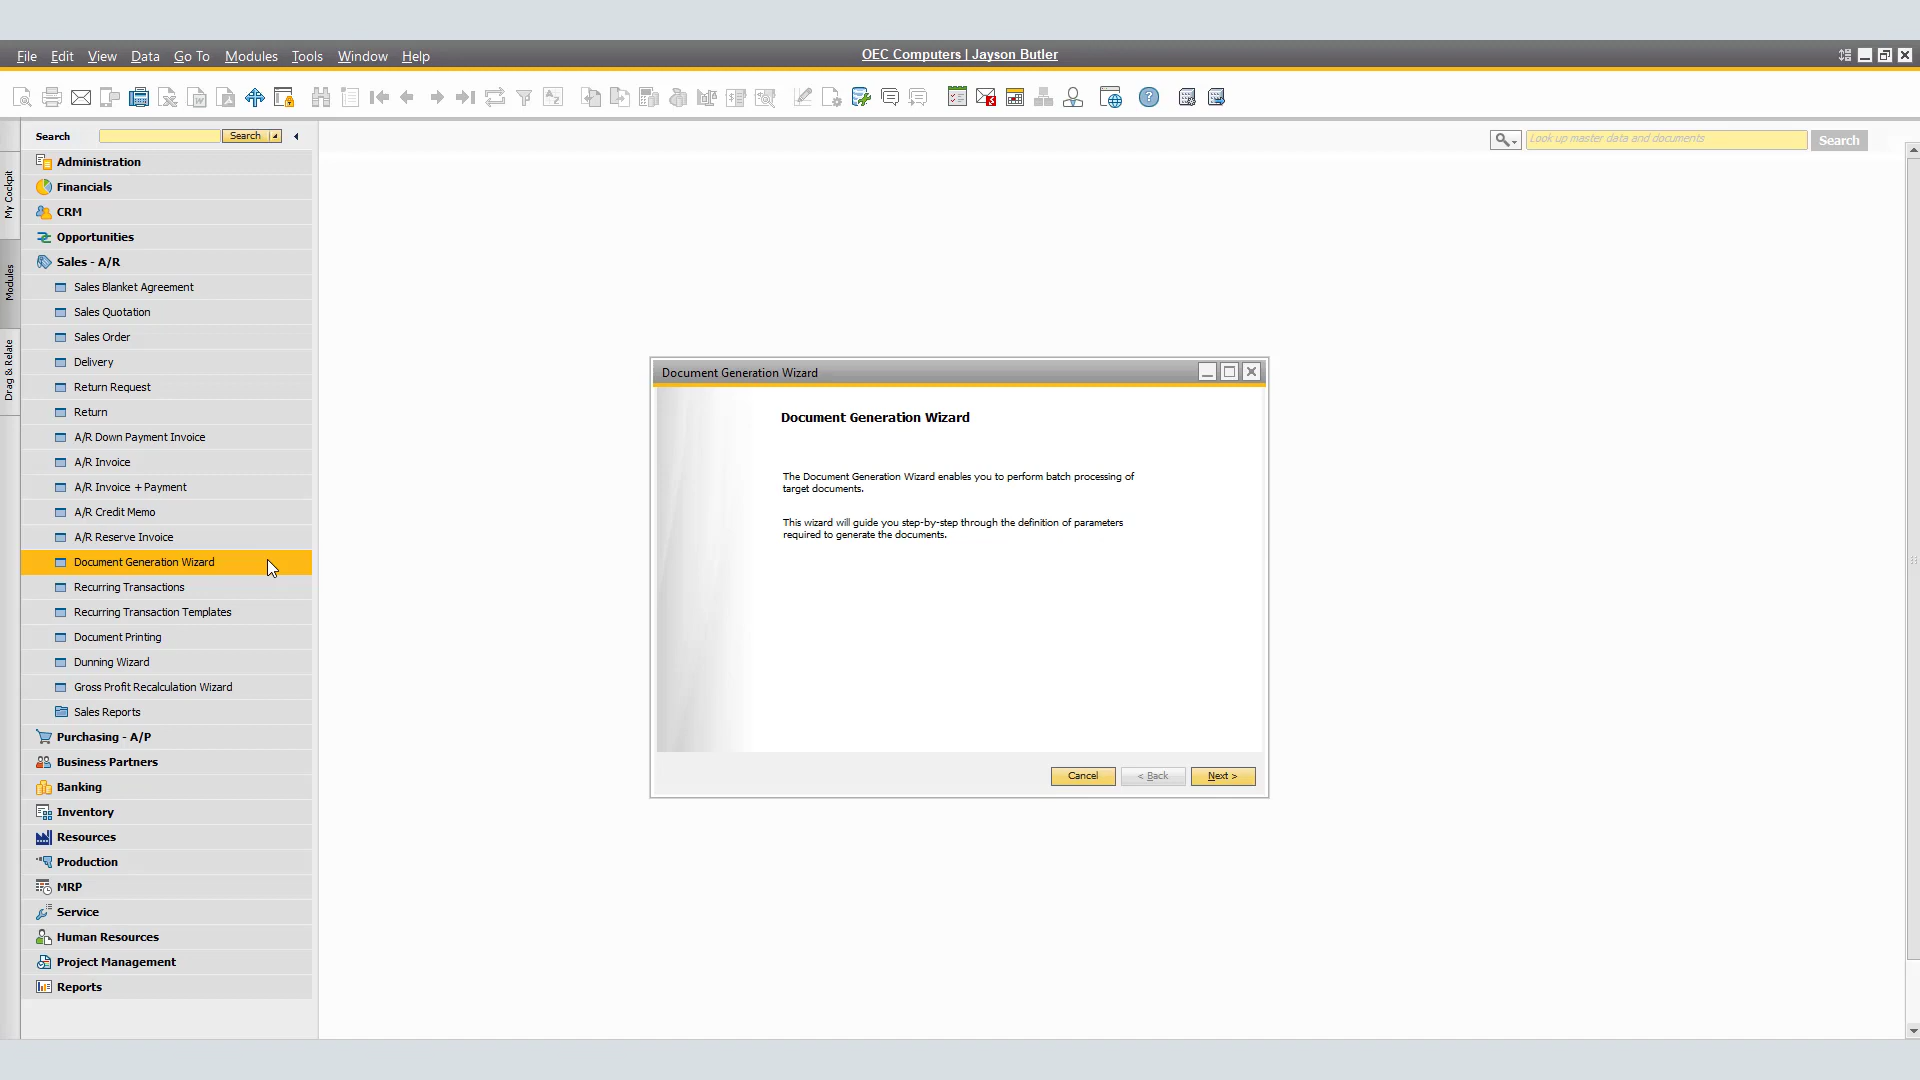 File Edit View Data Go To Modules Tools Window Help
OEC Computers | Jayson Butler
Search Search
Look up master data and documents Search
My Cockpit
Modules
Drag & Relate
Administration
Financials
CRM
Opportunities
Sales - A/R
Sales Blanket Agreement
Sales Quotation
Sales Order
Delivery
Return Request
Return
A/R Down Payment Invoice
A/R Invoice
A/R Invoice + Payment
A/R Credit Memo
A/R Reserve Invoice
Document Generation Wizard
Recurring Transactions
Recurring Transaction Templates
Document Printing
Dunning Wizard
Gross Profit Recalculation Wizard
Sales Reports
Purchasing - A/P
Business Partners
Banking
Inventory
Resources
Production
MRP
Service
Human Resources
Project Management
Reports
Document Generation Wizard
Document Generation Wizard
The Document Generation Wizard enables you to perform batch processing of
target documents.
This wizard will guide you step-by-step through the definition of parameters
required to generate the documents.
Cancel < Back Next >